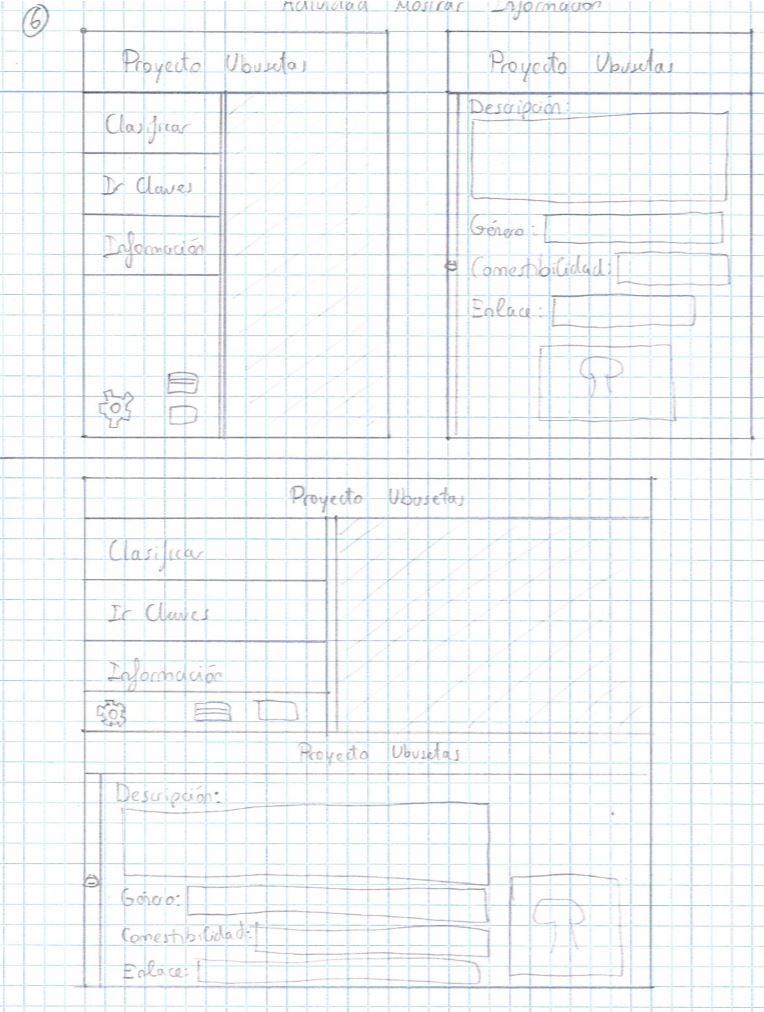 6
Actividad Mostrar Información
Proyecto Ubusetas
Clasificar
Ir Claves
Información
Proyecto Ubusetas
Descripción:
Género:
Comestibilidad:
Enlace:
Proyecto Ubusetas
Clasificar
Ir Claves
Información
Proyecto Ubusetas
Descripción:
Género:
Comestibilidad:
Enlace: